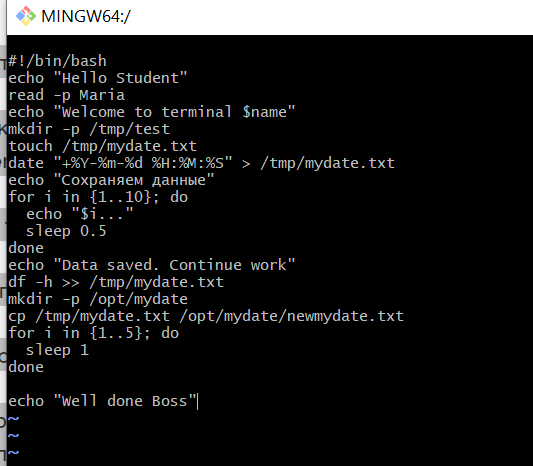 MINGW64:/
#!/bin/bash
echo "Hello Student"
read -p Maria
echo "Welcome to terminal $name"
mkdir -p /tmp/test
touch /tmp/mydate.txt
date "+%Y-%m-%d %H:%M:%S" > /tmp/mydate.txt
echo "Сохраняем данные"
for i in {1..10}; do
  echo "$i..."
  sleep 0.5
done
echo "Data saved. Continue work"
df -h >> /tmp/mydate.txt
mkdir -p /opt/mydate
cp /tmp/mydate.txt /opt/mydate/newmydate.txt
for i in {1..5}; do
  sleep 1
done
echo "Well done Boss"
~
~
~